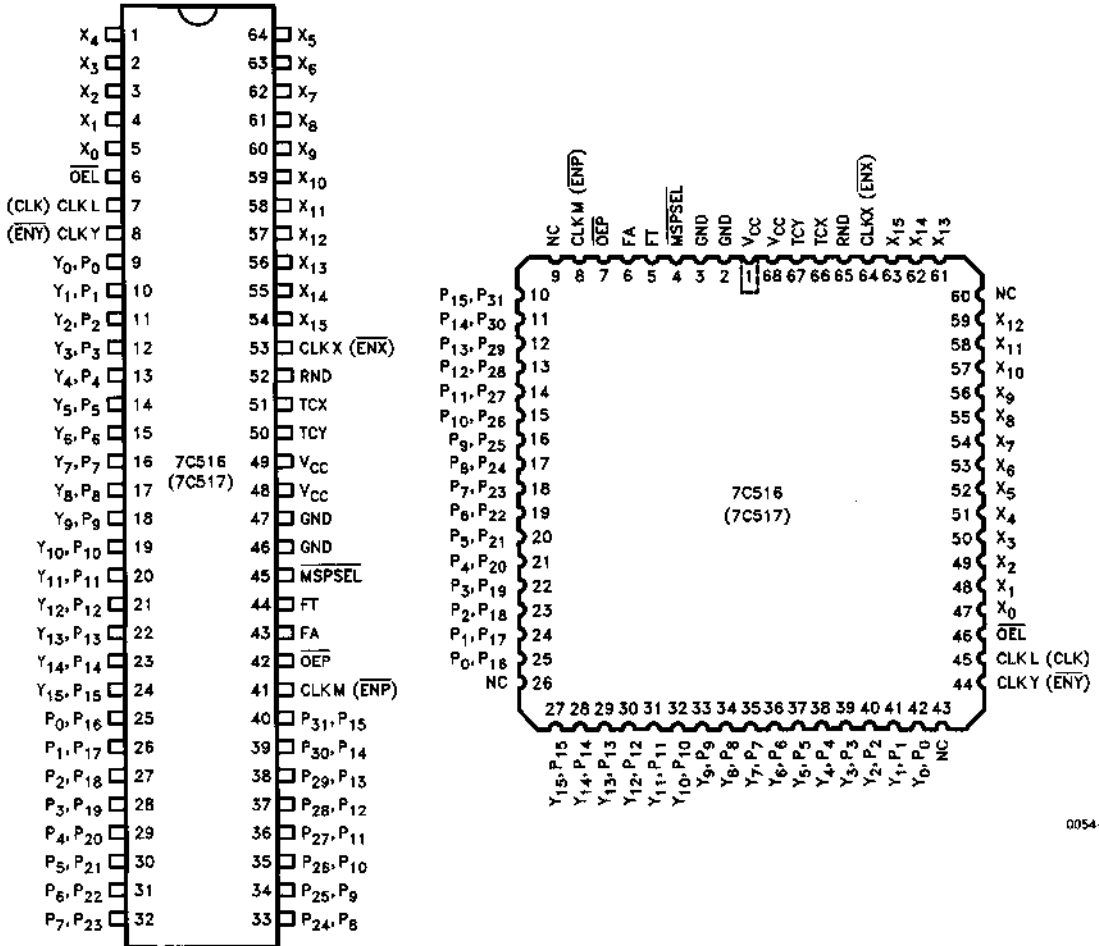 X4 1 64 X5
X3 2 63 X6
X2 3 62 X7
X1 4 61 X8
X0 5 60 X9
OEL 6 59 X10
(CLK) CLKL 7 58 X11
(ENY) CLKY 8 57 X12
Y0, P0 9 56 X13
Y1, P1 10 55 X14
Y2, P2 11 54 X15
Y3, P3 12 53 CLKX (ENX)
Y4, P4 13 52 RND
Y5, P5 14 51 TCX
Y6, P6 15 50 TCY
Y7, P7 16 49 VCC
Y8, P8 17 48 VCC
Y9, P9 18 47 GND
Y10, P10 19 46 GND
Y11, P11 20 45 MSPSEL
Y12, P12 21 44 FT
Y13, P13 22 43 FA
Y14, P14 23 42 OEP
Y15, P15 24 41 CLKM (ENP)
P0, P16 25 40 P31, P15
P1, P17 26 39 P30, P14
P2, P18 27 38 P29, P13
P3, P19 28 37 P28, P12
P4, P20 29 36 P27, P11
P5, P21 30 35 P26, P10
P6, P22 31 34 P25, P9
P7, P23 32 33 P24, P8
7C516
(7C517)
NC CLKM (ENP) OEP FA FT MSPSEL GND GND VCC VCC TCY TCX RND CLKX (ENX) X15 X14 X13
9 8 7 6 5 4 3 2 1 68 67 66 65 64 63 62 61
P15, P31 10 60 NC
P14, P30 11 59 X12
P13, P29 12 58 X11
P12, P28 13 57 X10
P11, P27 14 56 X9
P10, P26 15 55 X8
P9, P25 16 54 X7
P8, P24 17 53 X6
P7, P23 18 52 X5
P6, P22 19 51 X4
P5, P21 20 50 X3
P4, P20 21 49 X2
P3, P19 22 48 X1
P2, P18 23 47 X0
P1, P17 24 46 OEL
P0, P16 25 45 CLKL (CLK)
NC 26 44 CLKY (ENY)
7C516
(7C517)
27 28 29 30 31 32 33 34 35 36 37 38 39 40 41 42 43
Y15, P15 Y14, P14 Y13, P13 Y12, P12 Y11, P11 Y10, P10 Y9, P9 Y8, P8 Y7, P7 Y6, P6 Y5, P5 Y4, P4 Y3, P3 Y2, P2 Y1, P1 Y0, P0 NC
0054-